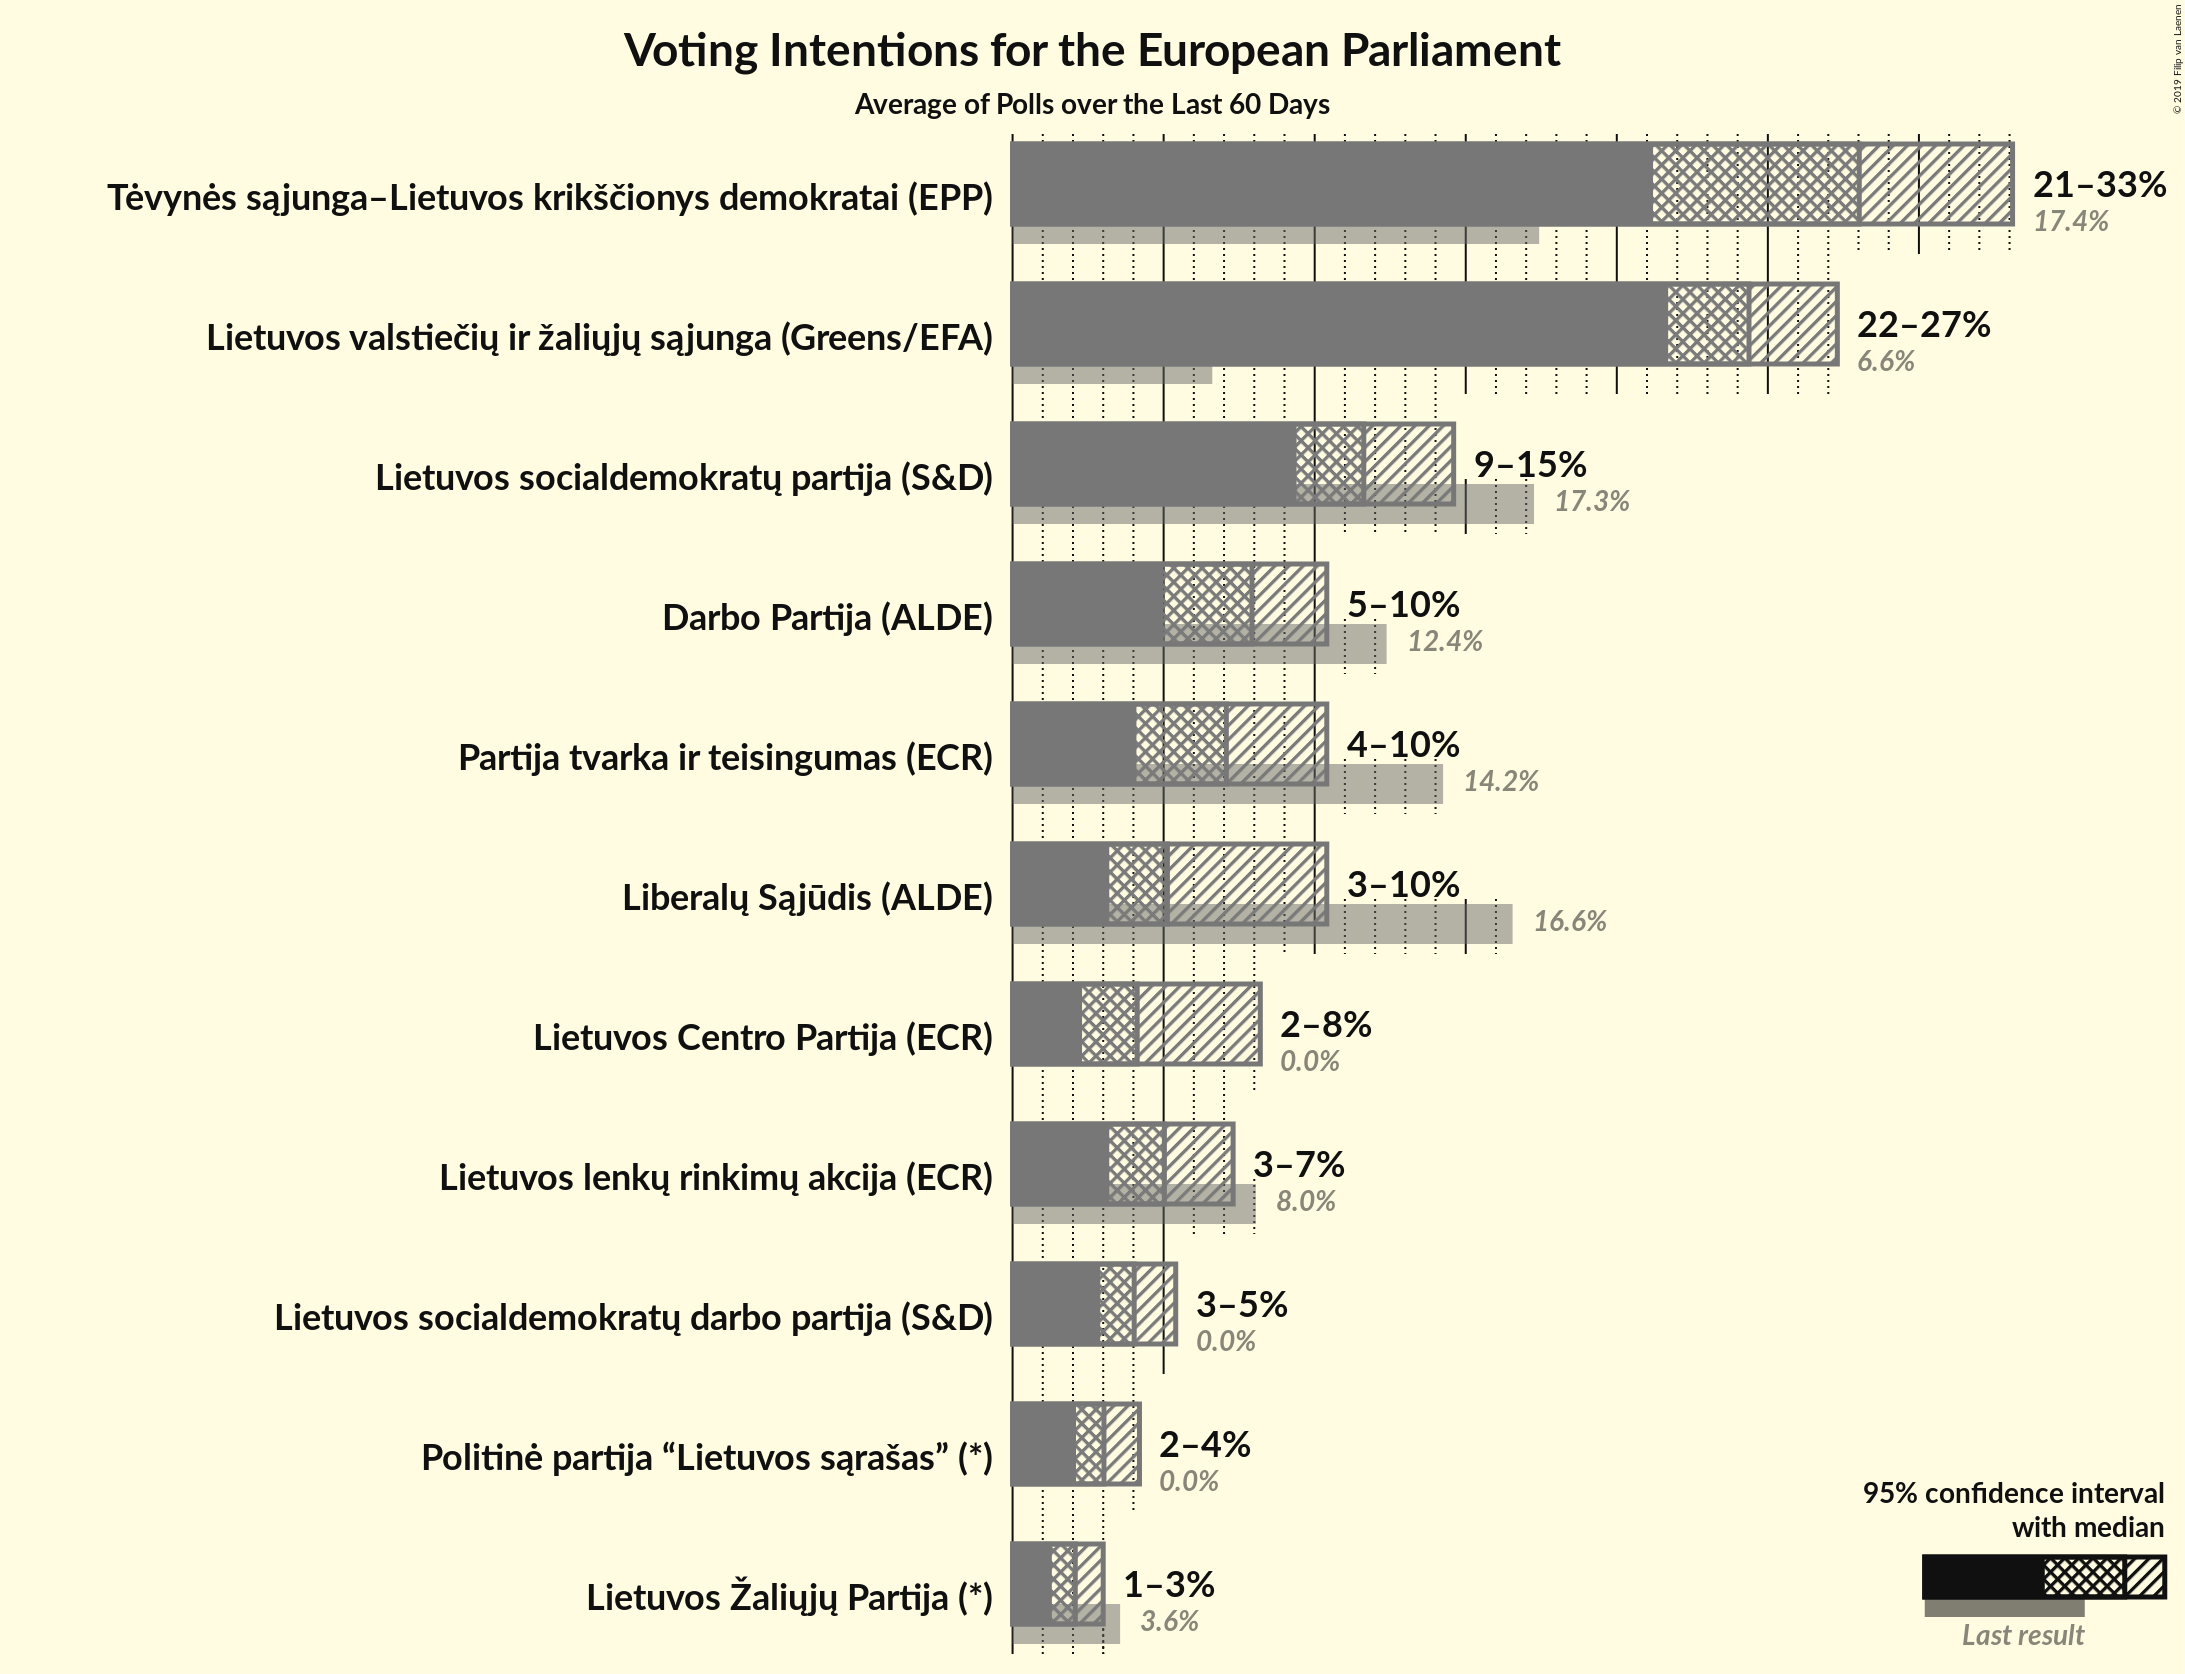 Voting Intentions for the European Parliament
Average of Polls over the Last 60 Days
© 2019 Filip van Laenen
Tėvynės sąjunga–Lietuvos krikščionys demokratai (EPP)
21–33%
17.4%
Lietuvos valstiečių ir žaliųjų sąjunga (Greens/EFA)
22–27%
6.6%
Lietuvos socialdemokratų partija (S&D)
9–15%
17.3%
Darbo Partija (ALDE)
5–10%
12.4%
Partija tvarka ir teisingumas (ECR)
4–10%
14.2%
Liberalų Sąjūdis (ALDE)
3–10%
16.6%
Lietuvos Centro Partija (ECR)
2–8%
0.0%
Lietuvos lenkų rinkimų akcija (ECR)
3–7%
8.0%
Lietuvos socialdemokratų darbo partija (S&D)
3–5%
0.0%
Politinė partija “Lietuvos sąrašas” (*)
2–4%
0.0%
Lietuvos Žaliųjų Partija (*)
1–3%
3.6%
95% confidence interval
with median
Last result